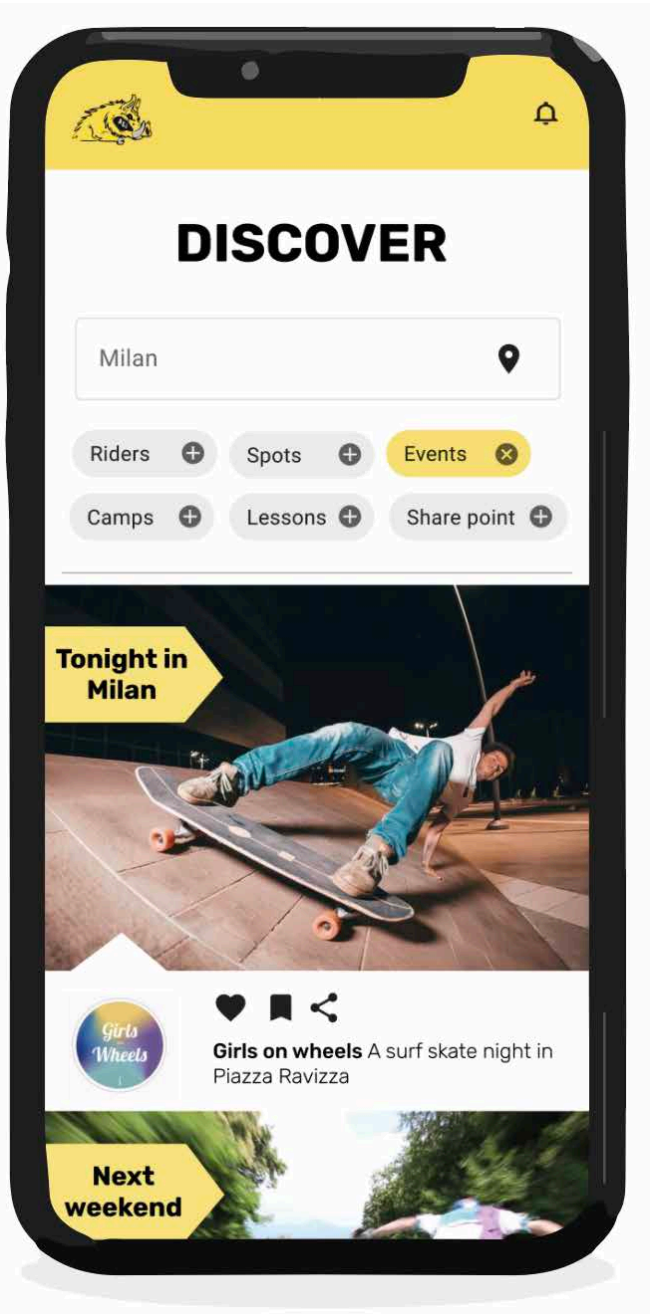 DISCOVER
Milan
Riders
Spots
Events
Camps
Lessons
Share point
Tonight in
Milan
Girls
Wheels
Girls on wheels A surf skate night in
Piazza Ravizza
Next
weekend